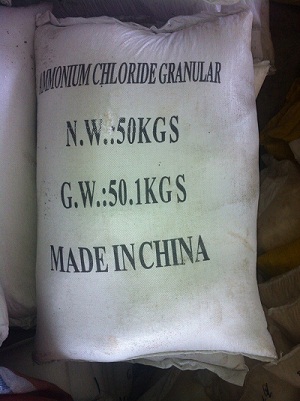 AMMONIUM CHLORIDE GRANULAR
N.W.:50KGS
G.W.:50.1KGS
MADE IN CHINA